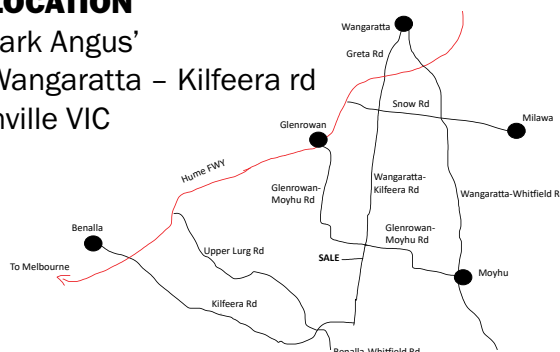 LOCATION
ark Angus'
Wangaratta – Kilfeera rd
nville VIC
Wangaratta
Greta Rd
Snow Rd
Milawa
Glenrowan
Hume FWY
Glenrowan-
Moyhu Rd
Wangaratta-
Kilfeera Rd
Wangaratta-Whitfield R
Benalla
Glenrowan-
Moyhu Rd
Upper Lurg Rd
SALE
To Melbourne
Moyhu
Kilfeera Rd
Benalla-Whitfield Rd